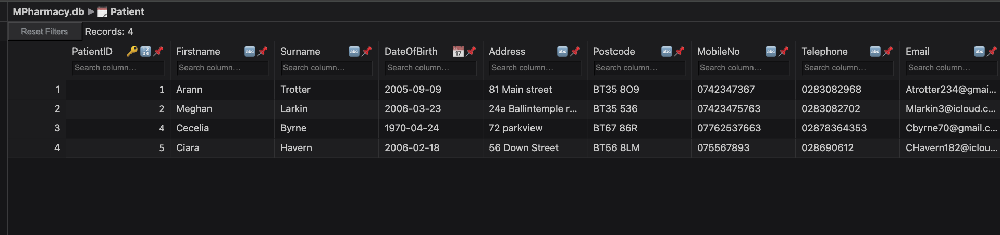 MPharmacy.db ▶ Patient
Reset Filters Records: 4
PatientID Firstname Surname DateOfBirth 17 Address Postcode MobileNo Telephone Email
Search column... Search column... Search column... Search column... Search column... Search column... Search column... Search column... Search column...
1 1 Arann Trotter 2005-09-09 81 Main street BT35 8O9 0742347367 0283082968 Atrotter234@gmai...
2 2 Meghan Larkin 2006-03-23 24a Ballintemple r... BT35 536 07423475763 0283082702 Mlarkin3@icloud.c...
3 4 Cecelia Byrne 1970-04-24 72 parkview BT67 86R 07762537663 02878364353 Cbyrne70@gmail.c...
4 5 Ciara Havern 2006-02-18 56 Down Street BT56 8LM 075567893 028690612 CHavern182@iclou...